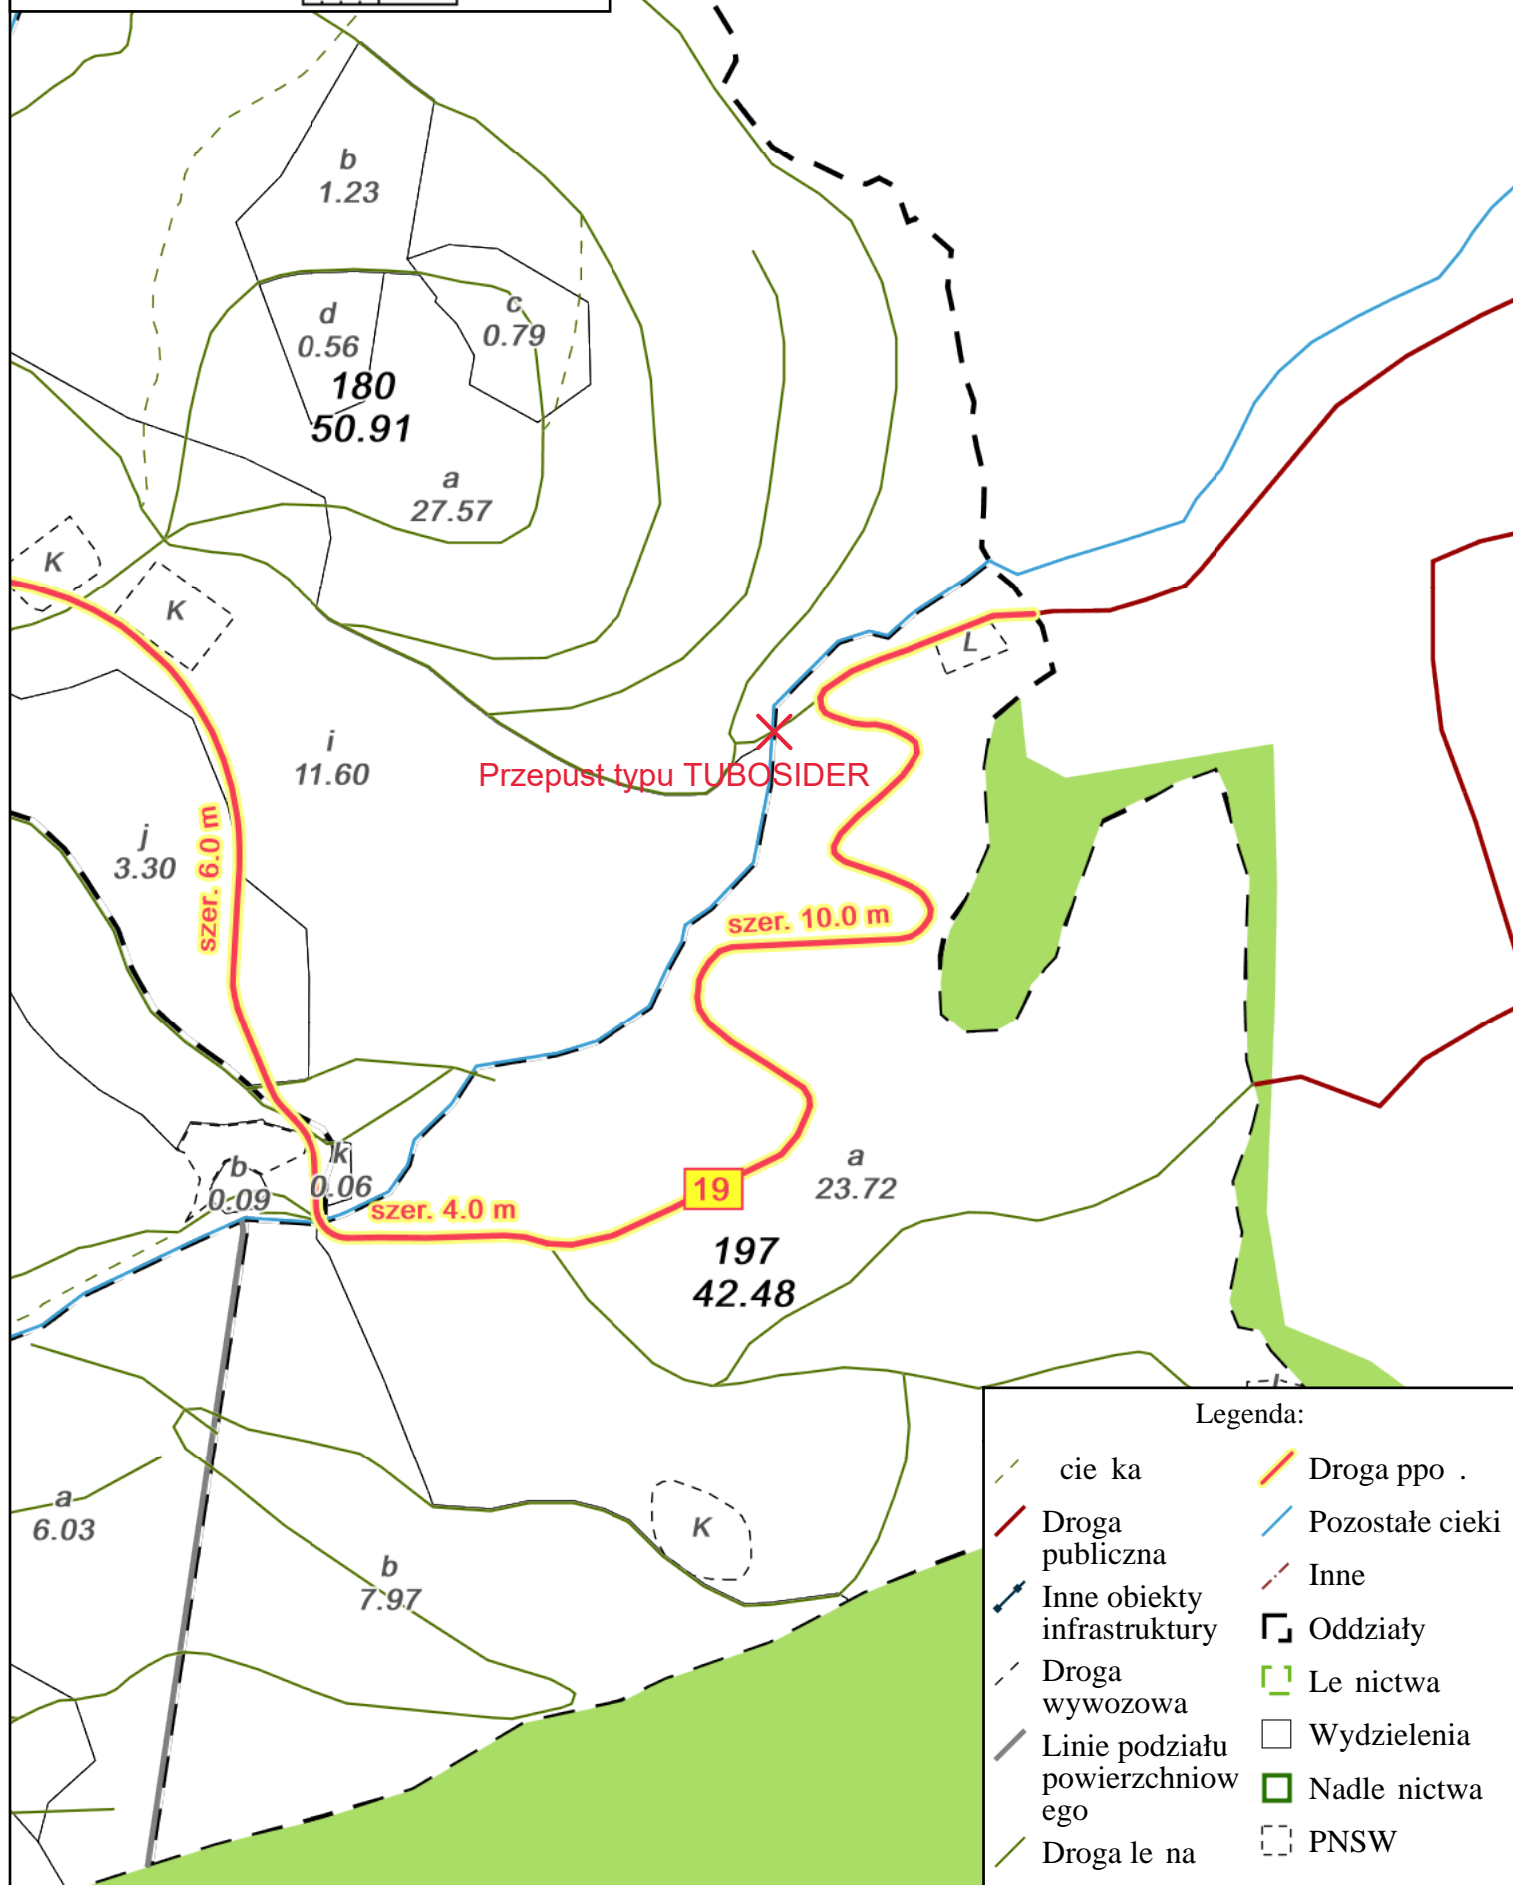 b
1.23
d
0.56
c
0.79
180
50.91
a
27.57
K
K
L
i
11.60
Przepust typu TUBOSIDER
j
3.30
szer. 6.0 m
szer. 10.0 m
k
0.06
b
0.09
szer. 4.0 m
19
a
23.72
197
42.48
a
6.03
K
b
7.97
Legenda:
cie ka
Droga
publiczna
Inne obiekty
infrastruktury
Droga
wywozowa
Linie podziału
powierzchniow
ego
Droga le na
Droga ppo .
Pozostałe cieki
Inne
Oddziały
Le nictwa
Wydzielenia
Nadle nictwa
PNSW